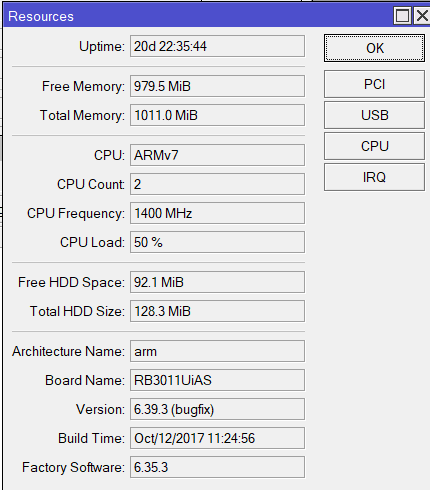 Resources
Uptime: 20d 22:35:44
OK
Free Memory: 979.5 MiB
PCI
Total Memory: 1011.0 MiB
USB
CPU: ARMv7
CPU
CPU Count: 2
IRQ
CPU Frequency: 1400 MHz
CPU Load: 50 %
Free HDD Space: 92.1 MiB
Total HDD Size: 128.3 MiB
Architecture Name: arm
Board Name: RB3011UiAS
Version: 6.39.3 (bugfix)
Build Time: Oct/12/2017 11:24:56
Factory Software: 6.35.3